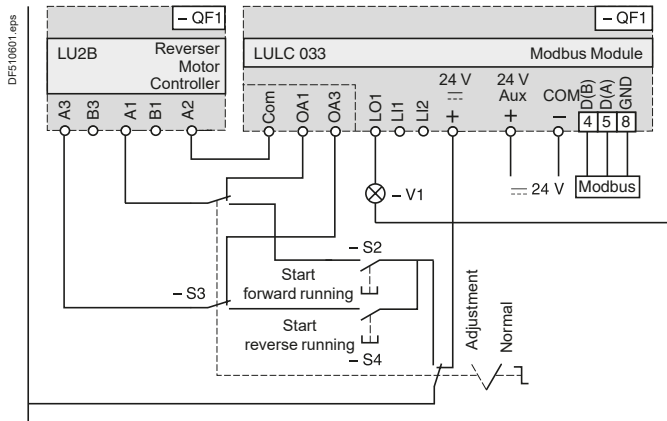 DF510601.eps
– QF1
– QF1
LU2B
Reverser
Motor
Controller
LULC 033
Modbus Module
A3
B3
A1
B1
A2
Com
OA1
OA3
LO1
LI1
LI2
24 V
+
24 V
Aux
+
COM
–
D(B)
D(A)
GND
4
5
8
24 V
Modbus
– V1
– S2
Start
forward running
– S3
Start
reverse running
– S4
Adjustment
Normal